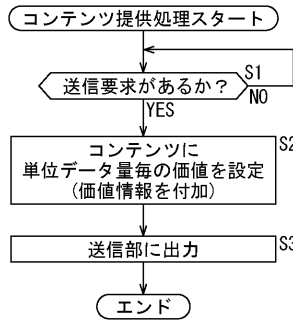 コンテンツ提供処理スタート
送信要求があるか?
S1
NO
YES
コンテンツに
単位データ量毎の価値を設定
(価値情報を付加)
S2
送信部に出力
S3
エンド